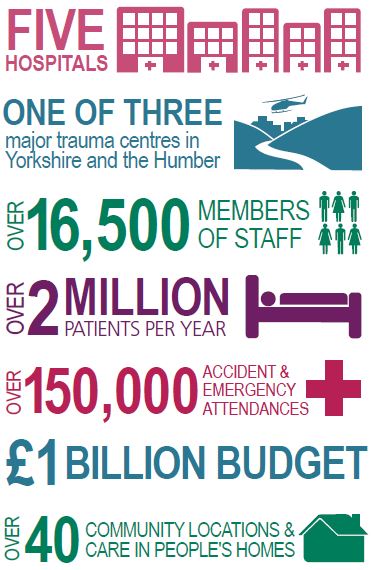 FIVE
HOSPITALS
ONE OF THREE
major trauma centres in
Yorkshire and the Humber
OVER 16,500 MEMBERS
OF STAFF
OVER 2 MILLION
PATIENTS PER YEAR
OVER 150,000 ACCIDENT &
EMERGENCY
ATTENDANCES
£1 BILLION BUDGET
OVER 40 COMMUNITY LOCATIONS &
CARE IN PEOPLE'S HOMES